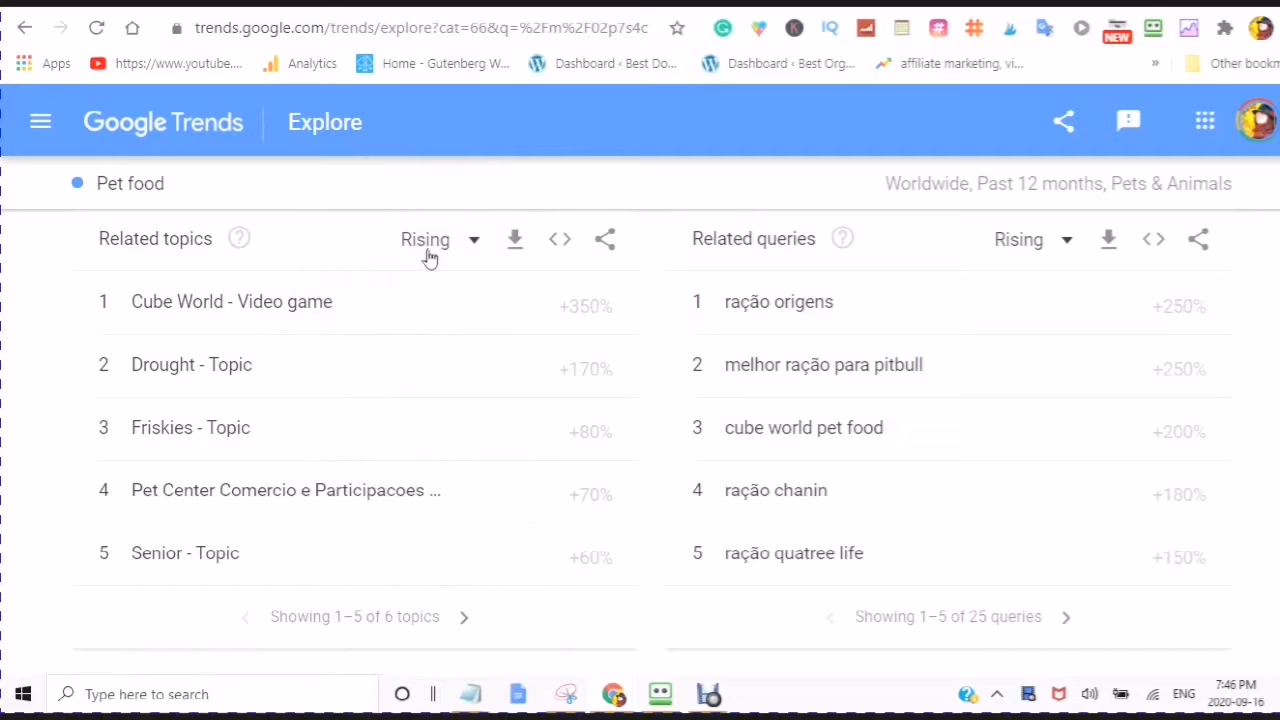 trends.google.com/trends/explore?cat=66&q=%2Fm%2F02p7s4c
NEW
Apps
https://www.youtube....
Analytics
Home - Gutenberg W...
Dashboard ‹ Best Do...
Dashboard ‹ Best Org...
affiliate marketing, vi...
»
Other bookm
Google Trends
Explore
Pet food
Worldwide, Past 12 months, Pets & Animals
Related topics
Rising
1 Cube World - Video game +350%
2 Drought - Topic +170%
3 Friskies - Topic +80%
4 Pet Center Comercio e Participacoes ... +70%
5 Senior - Topic +60%
Showing 1–5 of 6 topics
Related queries
Rising
1 ração origens +250%
2 melhor ração para pitbull +250%
3 cube world pet food +200%
4 ração chanin +180%
5 ração quatree life +150%
Showing 1–5 of 25 queries
Type here to search
ENG
7:46 PM
2020-09-16